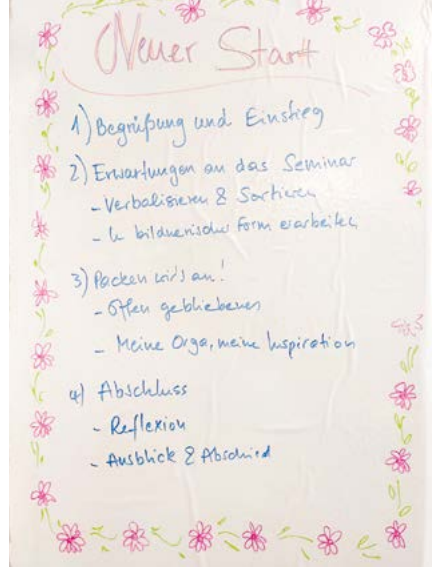 Neuer Start
1) Begrüßung und Einstieg
2) Erwartungen an das Seminar
- Verbalisieren & Sortieren
- In bildnerischer Form erarbeiten
3) Packen wir's an!
- Offen gebliebenes
- Meine Orga, meine Inspiration
4) Abschluss
- Reflexion
- Ausblick & Abschied